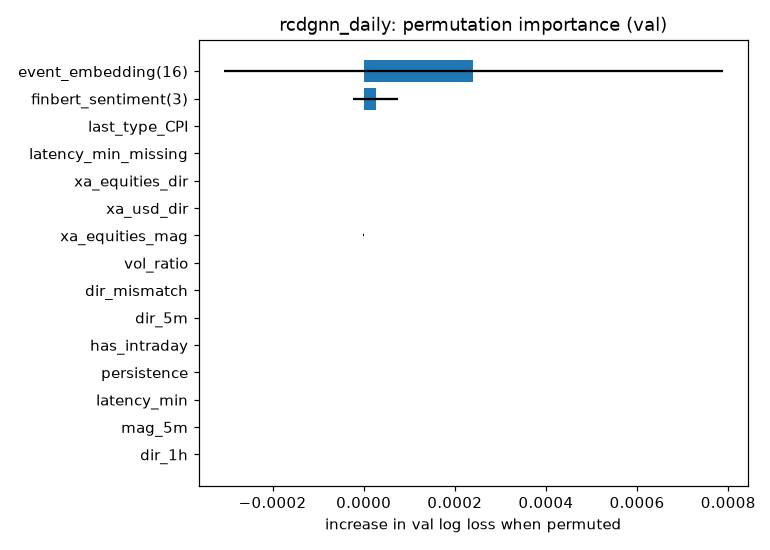 rcdgnn_daily: permutation importance (val)
event_embedding(16)
finbert_sentiment(3)
last_type_CPI
latency_min_missing
xa_equities_dir
xa_usd_dir
xa_equities_mag
vol_ratio
dir_mismatch
dir_5m
has_intraday
persistence
latency_min
mag_5m
dir_1h
−0.0002 0.0000 0.0002 0.0004 0.0006 0.0008
increase in val log loss when permuted